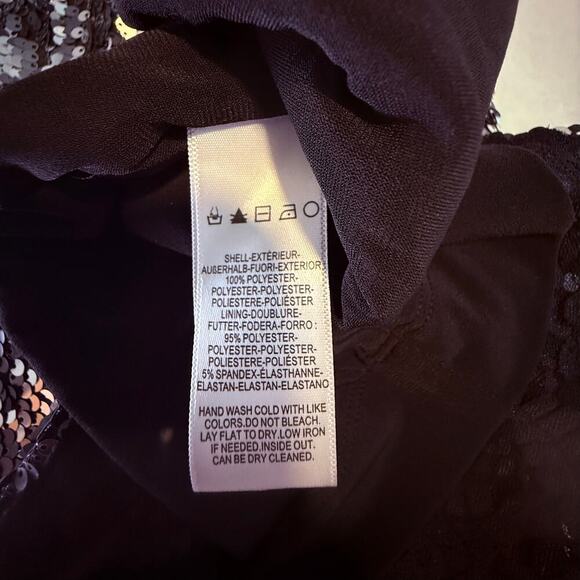 SHELL-EXTÉRIEUR-
AUßERHALB-FUORI-EXTERIOR
100% POLYESTER-
POLYESTER-POLYESTER-
POLIESTERE-POLIÉSTER
LINING-DOUBLURE-
FUTTER-FODERA-FORRO :
95% POLYESTER-
POLYESTER-POLYESTER-
POLIESTERE-POLIÉSTER
5% SPANDEX-ÉLASTHANNE-
ELASTAN-ELASTAN-ELASTANO
HAND WASH COLD WITH LIKE
COLORS.DO NOT BLEACH.
LAY FLAT TO DRY.LOW IRON
IF NEEDED.INSIDE OUT.
CAN BE DRY CLEANED.